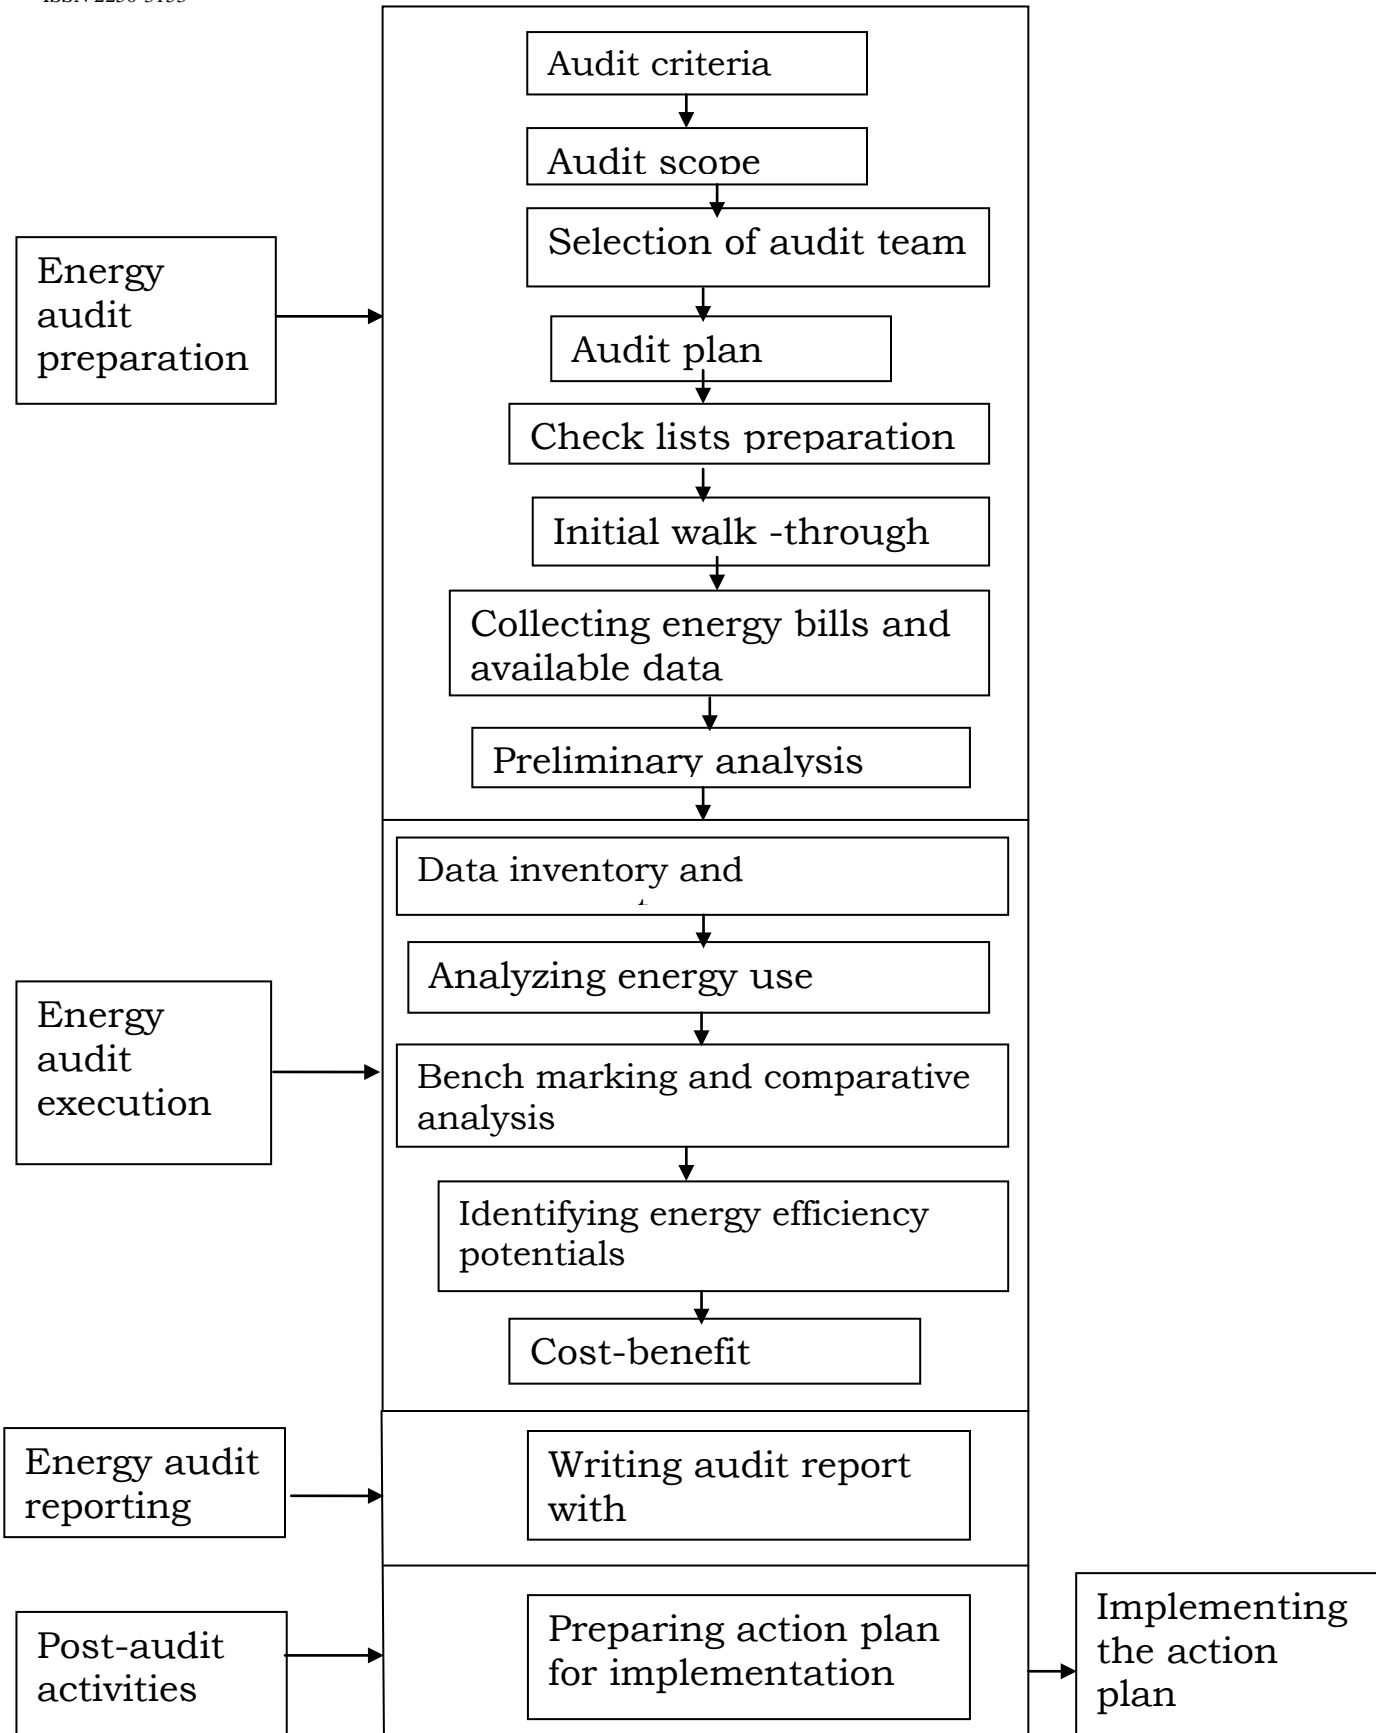 ISSN 2250-3153
Audit criteria
Audit scope
Selection of audit team
Energy
audit
preparation
Audit plan
Check lists preparation
Initial walk -through
Collecting energy bills and
available data
Preliminary analysis
Data inventory and
Analyzing energy use
Energy
audit
execution
Bench marking and comparative
analysis
Identifying energy efficiency
potentials
Cost-benefit
Energy audit
reporting
Writing audit report
with
Post-audit
activities
Preparing action plan
for implementation
Implementing
the action
plan